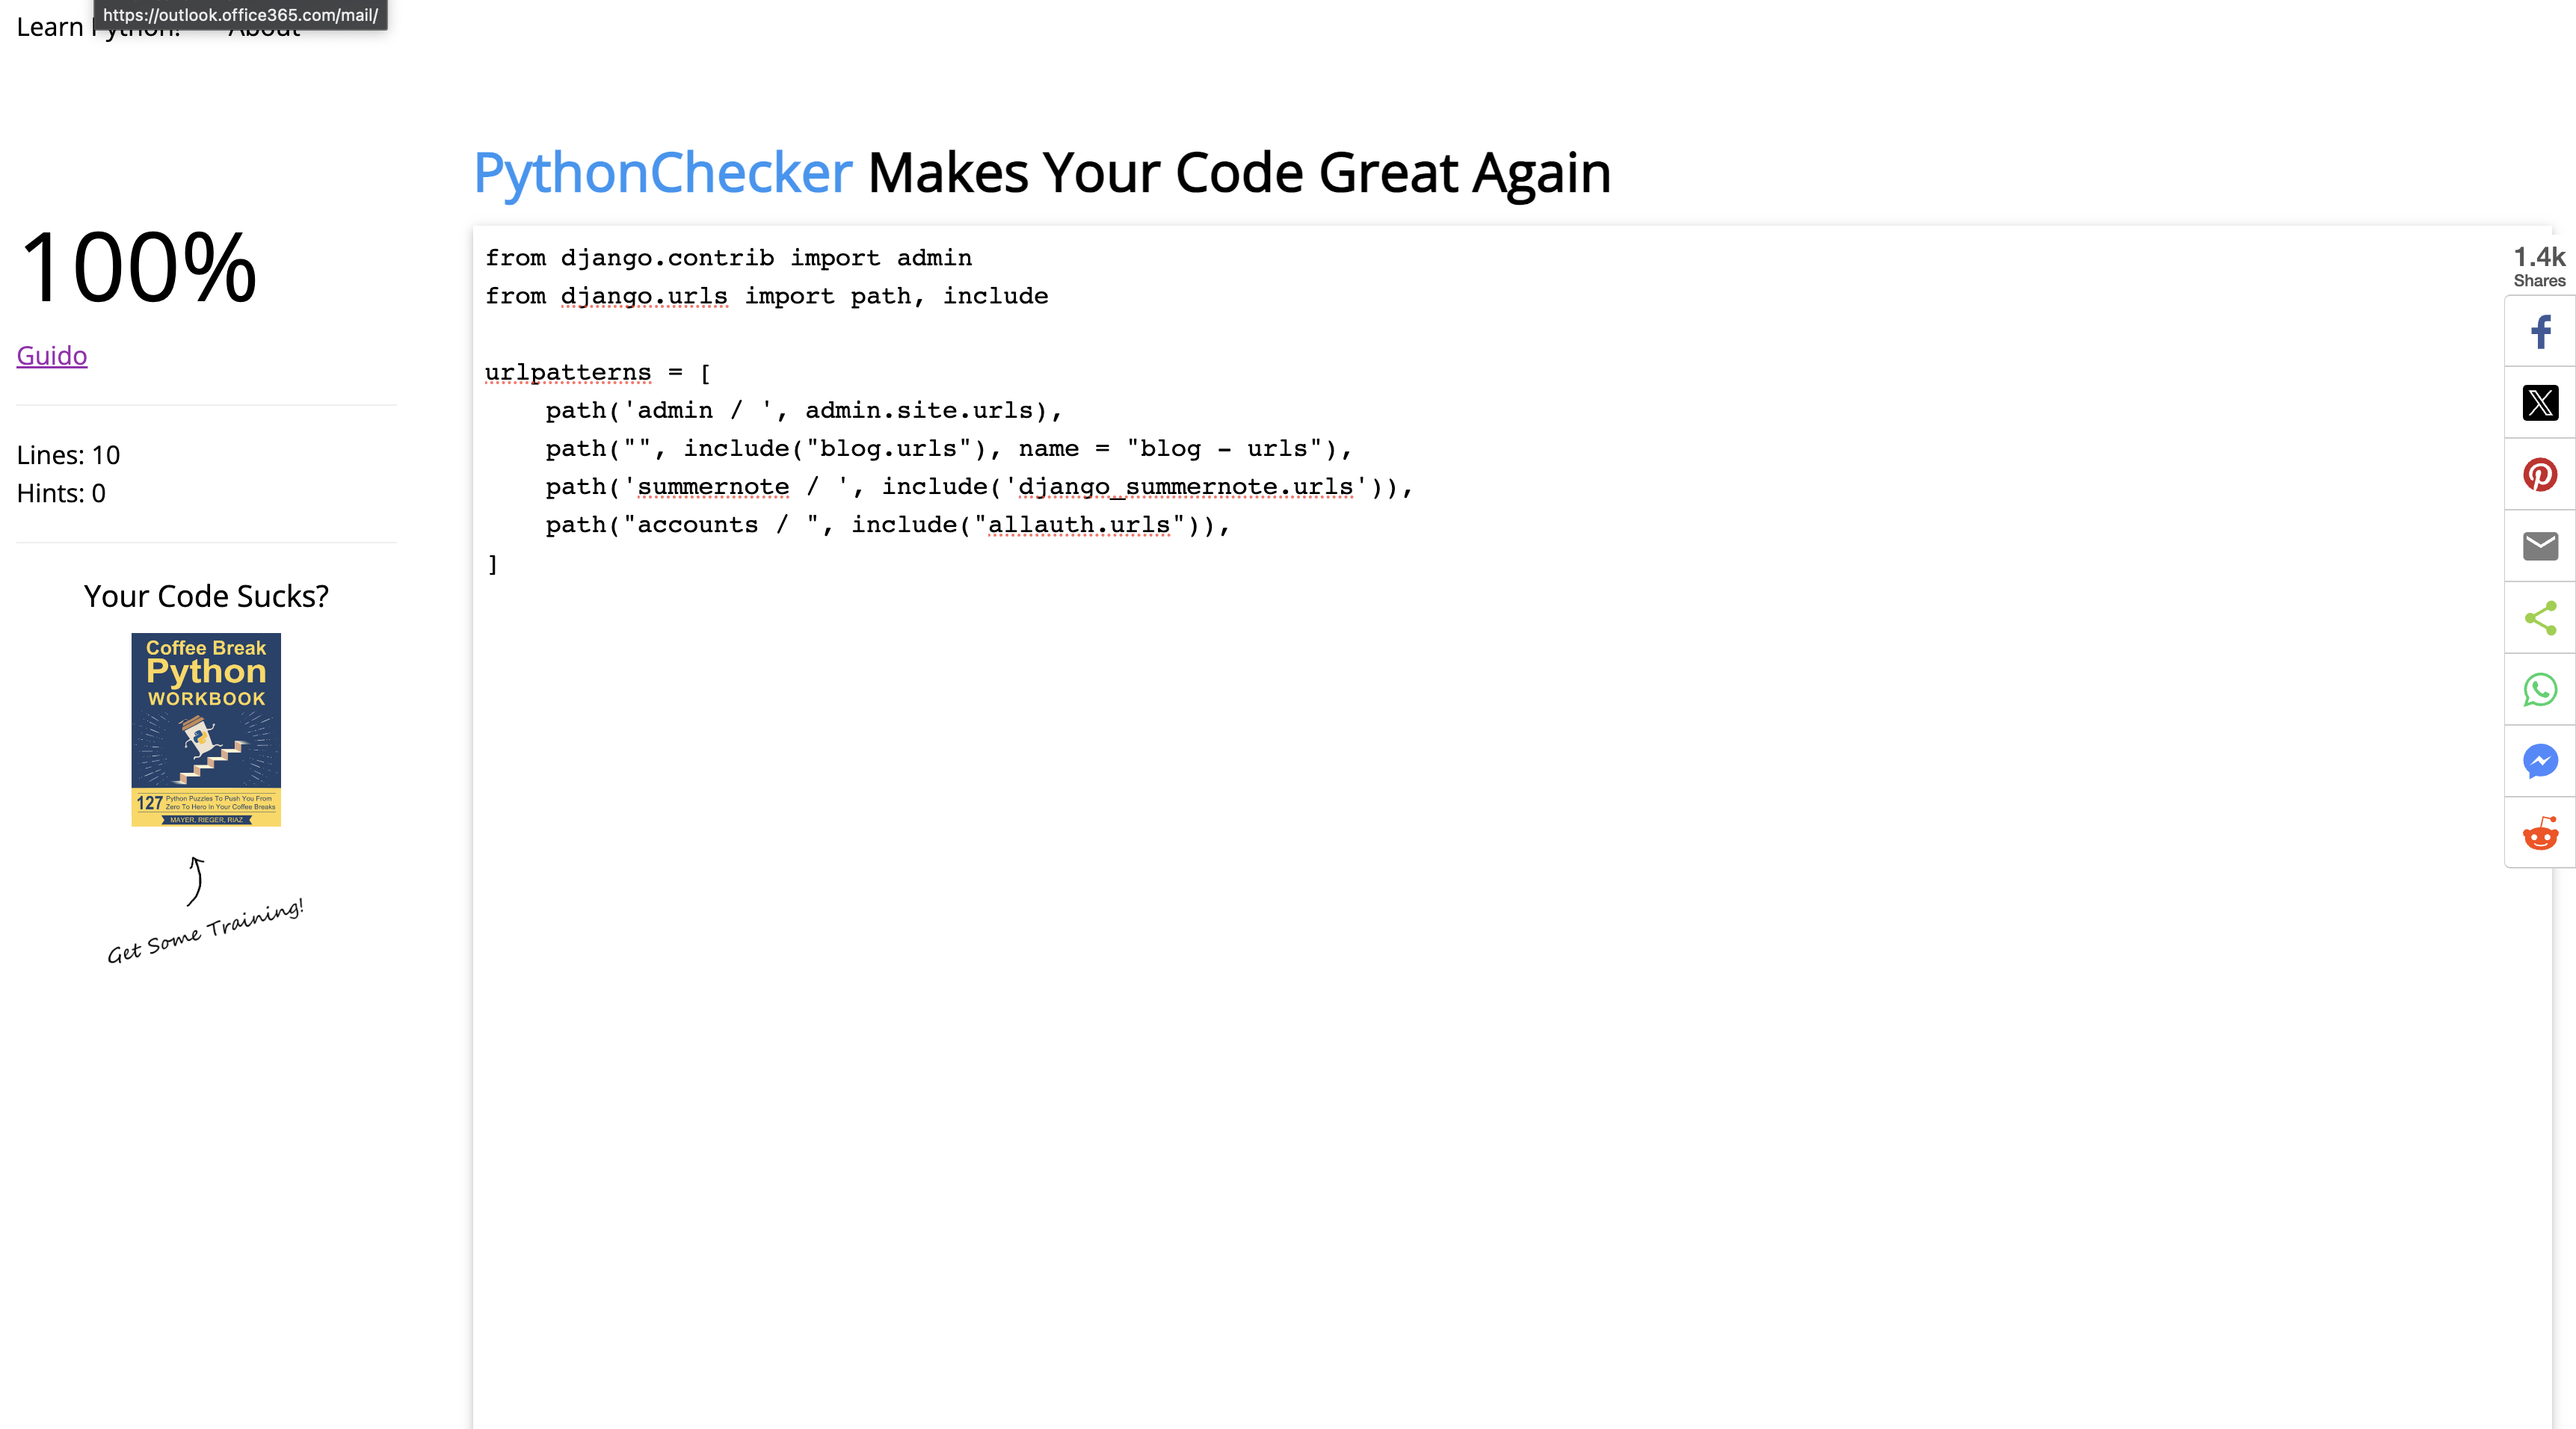 https://outlook.office365.com/mail/
Learn Python! About
PythonChecker Makes Your Code Great Again
100%
Guido
Lines: 10
Hints: 0
Your Code Sucks?
Coffee Break
Python
WORKBOOK
127 Python Puzzles To Push You From
Zero To Hero in Your Coffee Breaks
MAYER, RIEGER, RIAZ
Get Some Training!
from django.contrib import admin
from django.urls import path, include
urlpatterns = [
    path('admin / ', admin.site.urls),
    path("", include("blog.urls"), name = "blog - urls"),
    path('summernote / ', include('django_summernote.urls')),
    path("accounts / ", include("allauth.urls")),
]
1.4k
Shares